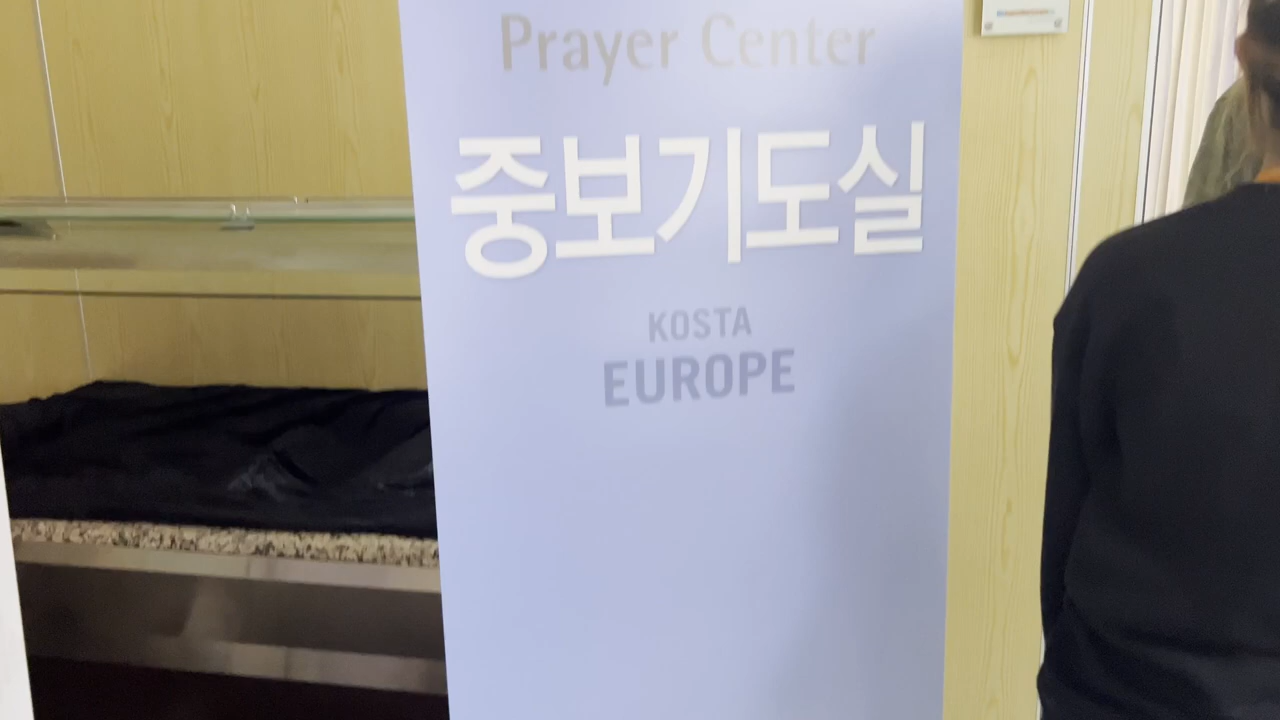 Prayer Center
중보기도실
KOSTA
EUROPE